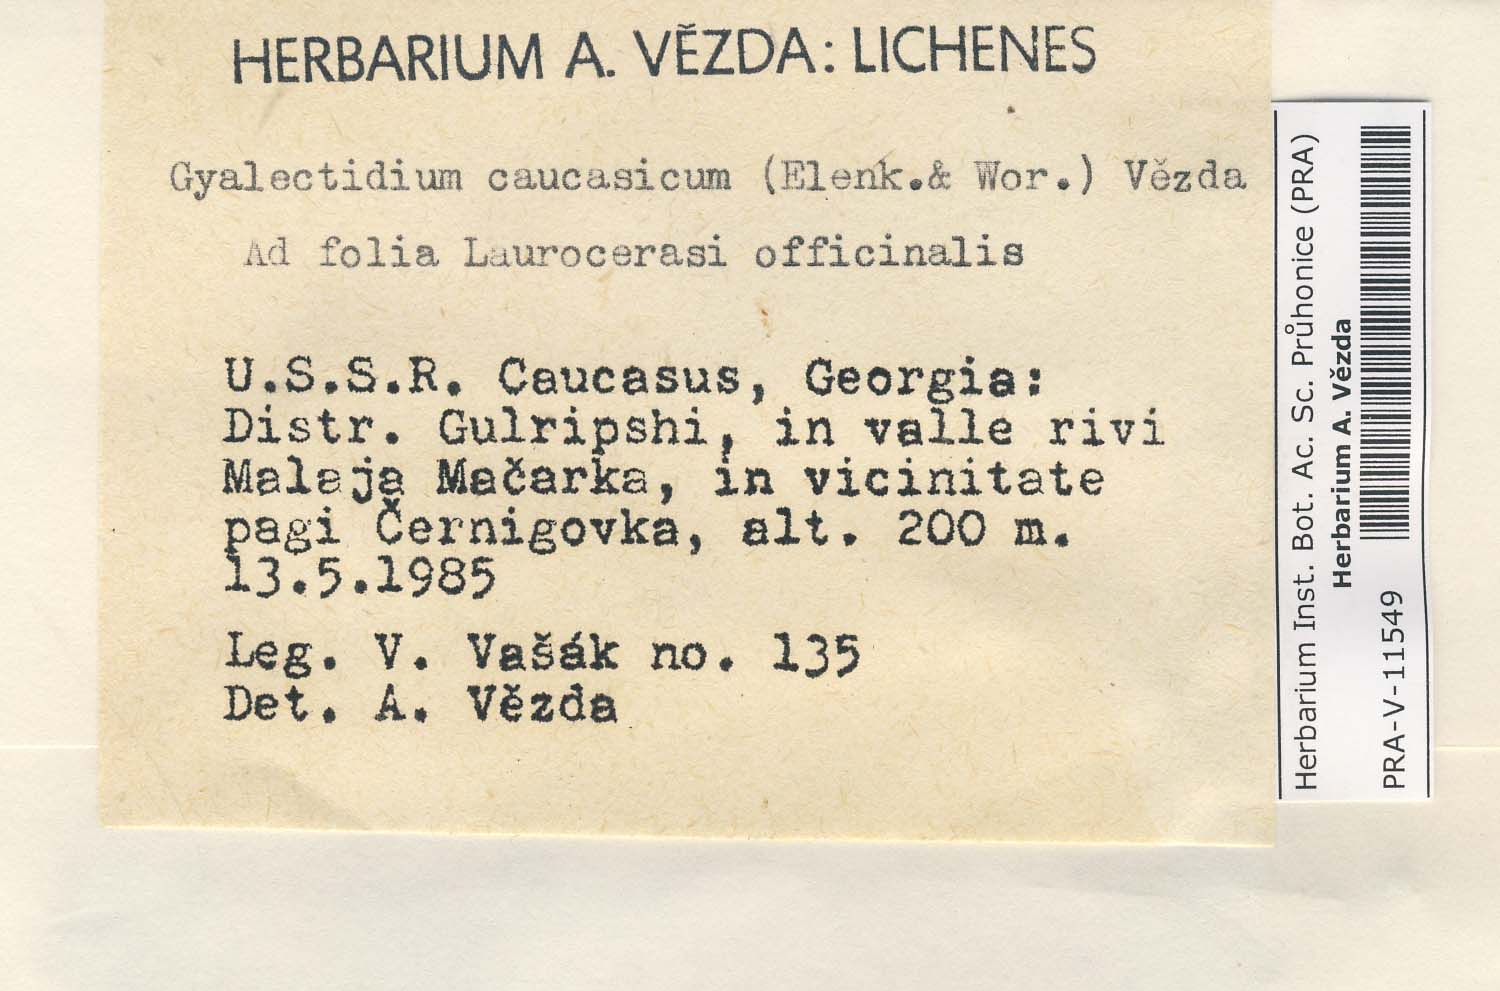 HERBARIUM A. VĚZDA: LICHENES
Gyalectidium caucasicum (Elenk.& Wor.) Vězda
Ad folia Laurocerasi officinalis
U.S.S.R. Caucasus, Georgia:
Distr. Gulripshi, in valle rivi
Malaja Mačarka, in vicinitate
pagi Černigovka, alt. 200 m.
13.5.1985
Leg. V. Vašák no. 135
Det. A. Vězda
Herbarium Inst. Bot. Ac. Sc. Průhonice (PRA)
Herbarium A. Vězda
PRA-V-11549